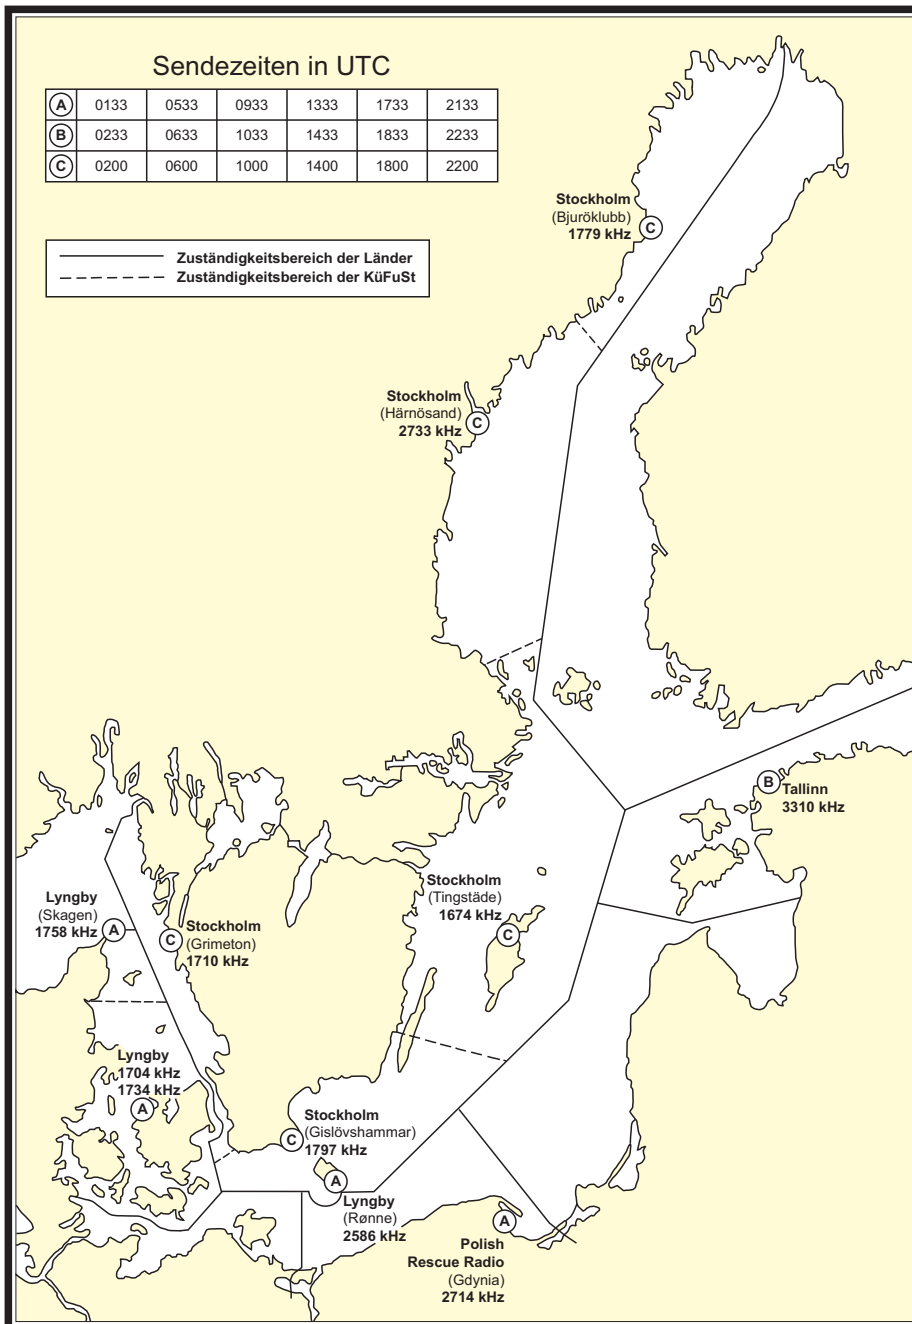 Sendezeiten in UTC
A 0133 0533 0933 1333 1733 2133
B 0233 0633 1033 1433 1833 2233
C 0200 0600 1000 1400 1800 2200
Zuständigkeitsbereich der Länder
Zuständigkeitsbereich der KüFuSt
Stockholm
(Bjuröklubb)
1779 kHz
C
Stockholm
(Härnösand)
2733 kHz
C
B
Tallinn
3310 kHz
Stockholm
(Tingstäde)
1674 kHz
C
Lyngby
(Skagen)
1758 kHz
A
C
Stockholm
(Grimeton)
1710 kHz
Lyngby
1704 kHz
1734 kHz
A
Stockholm
(Gislövshammar)
1797 kHz
C
A
Lyngby
(Rønne)
2586 kHz
A
Polish
Rescue Radio
(Gdynia)
2714 kHz